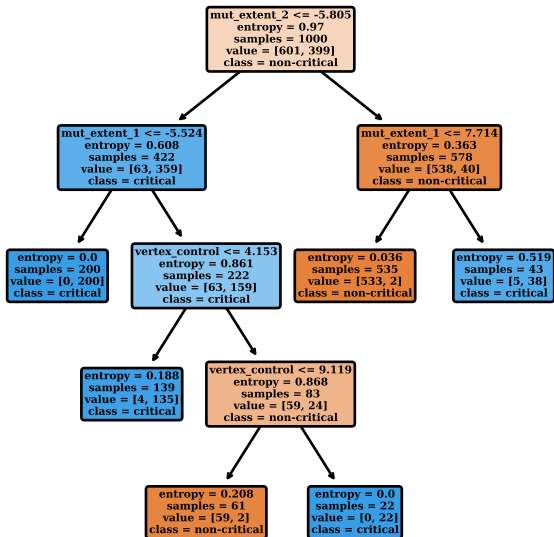 mut_extent_2 <= -5.805
entropy = 0.97
samples = 1000
value = [601, 399]
class = non-critical
mut_extent_1 <= -5.524
entropy = 0.608
samples = 422
value = [63, 359]
class = critical
mut_extent_1 <= 7.714
entropy = 0.363
samples = 578
value = [538, 40]
class = non-critical
entropy = 0.0
samples = 200
value = [0, 200]
class = critical
vertex_control <= 4.153
entropy = 0.861
samples = 222
value = [63, 159]
class = critical
entropy = 0.036
samples = 535
value = [533, 2]
class = non-critical
entropy = 0.519
samples = 43
value = [5, 38]
class = critical
entropy = 0.188
samples = 139
value = [4, 135]
class = critical
vertex_control <= 9.119
entropy = 0.868
samples = 83
value = [59, 24]
class = non-critical
entropy = 0.208
samples = 61
value = [59, 2]
class = non-critical
entropy = 0.0
samples = 22
value = [0, 22]
class = critical